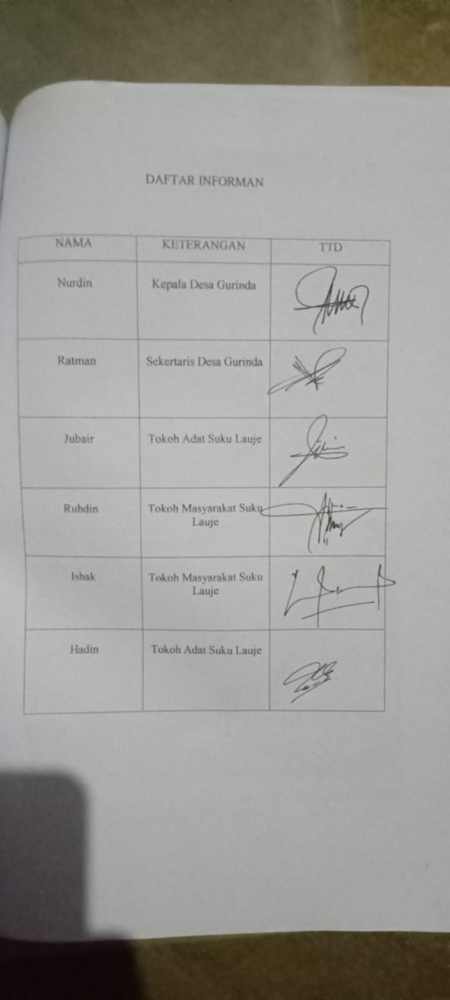 DAFTAR INFORMAN
NAMA KETERANGAN TTD
Nurdin Kepala Desa Gurinda
Ratman Sekertaris Desa Gurinda
Jubair Tokoh Adat Suku Lauje
Ruhdin Tokoh Masyarakat Suku
Lauje
Ishak Tokoh Masyarakat Suku
Lauje
Hadin Tokoh Adat Suku Lauje